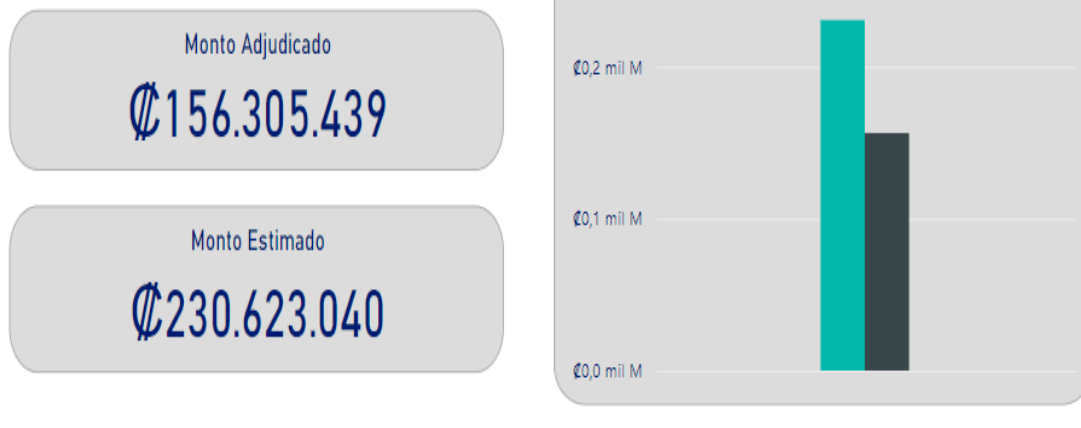 Monto Adjudicado
₡156.305.439
Monto Estimado
₡230.623.040
₡0,2 mil M
₡0,1 mil M
₡0,0 mil M